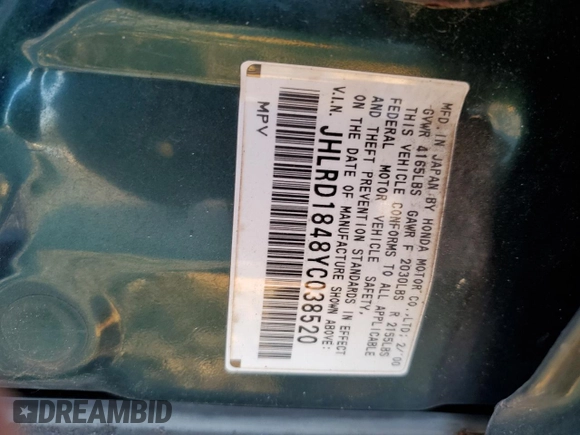 MFD. IN JAPAN BY HONDA MOTOR CO., LTD; 2/'00
GVWR 4165LBS GAWR F 2030LBS R 2155LBS
THIS VEHICLE CONFORMS TO ALL APPLICABLE
FEDERAL MOTOR VEHICLE SAFETY,
AND THEFT PREVENTION STANDARDS IN EFFECT
ON THE DATE OF MANUFACTURE SHOWN ABOVE:
V.I.N. JHLRD1848YC038520
MPV
DREAMBID